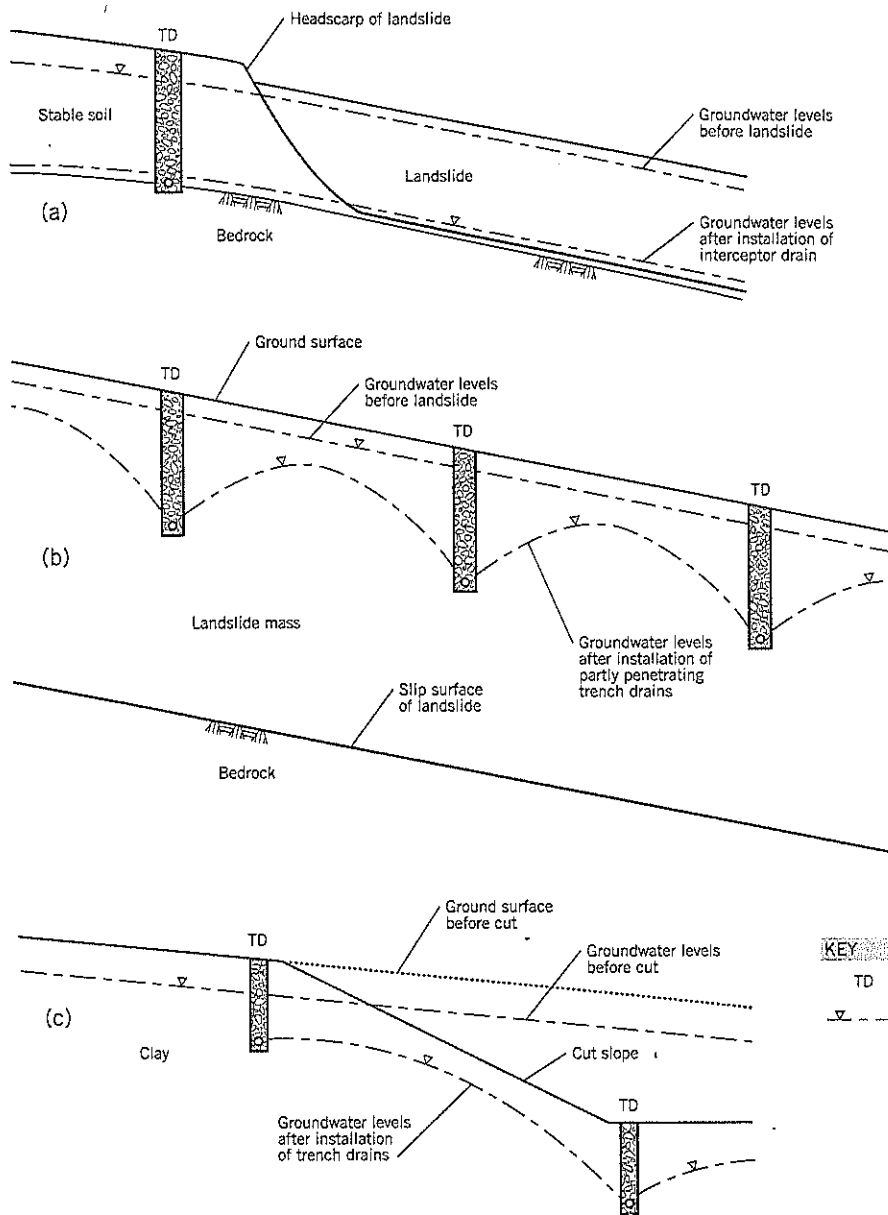 TD
Headscarp of landslide
Stable soil
Groundwater levels
before landslide
Landslide
(a)
Bedrock
Groundwater levels
after installation of
interceptor drain
Ground surface
TD
Groundwater levels
before landslide
TD
TD
(b)
Landslide mass
Groundwater levels
after installation of
partly penetrating
trench drains
Slip surface
of landslide
Bedrock
Ground surface
before cut
TD
Groundwater levels
before cut
KEY
TD
(c)
Clay
Cut slope
TD
Groundwater levels
after installation
of trench drains